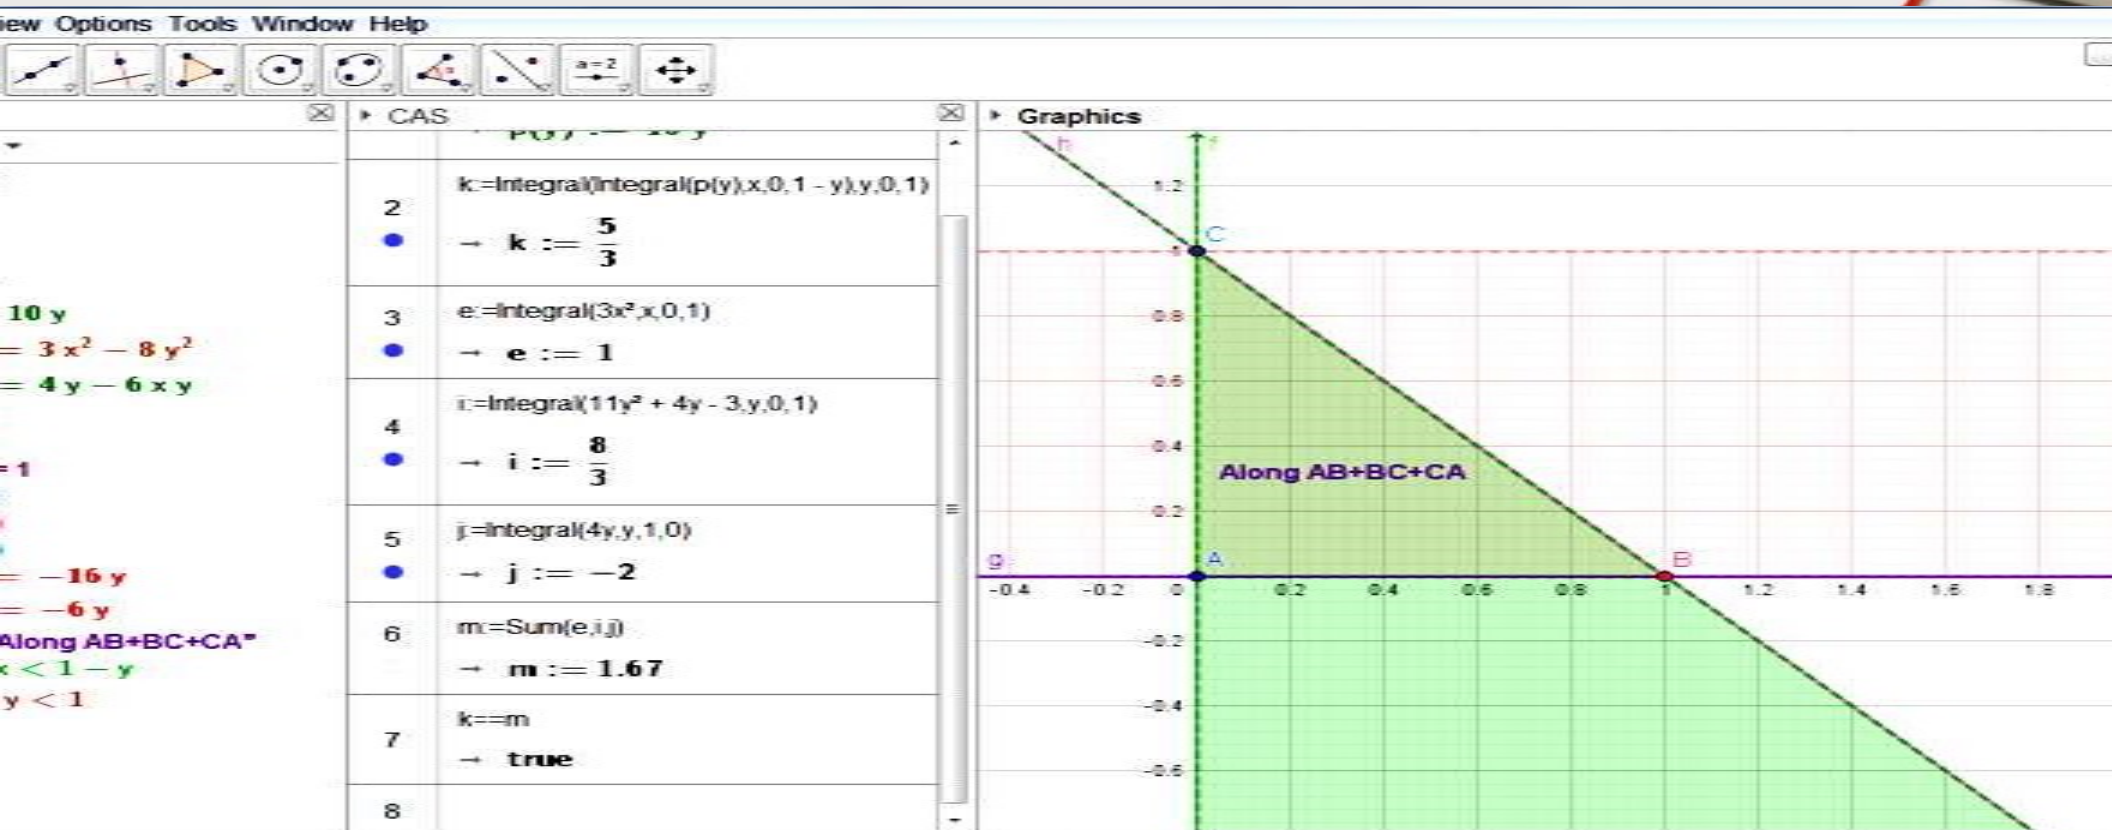 iew Options Tools Window Help
a=2
CAS
Graphics
10 y
= 3 x² − 8 y²
= 4 y − 6 x y
= 1
= −16 y
= −6 y
Along AB+BC+CA"
x < 1 − y
y < 1
2
k:=Integral(Integral(p(y),x,0,1 - y),y,0,1)
→ k := 5/3
3
e:=Integral(3x²,x,0,1)
→ e := 1
4
i:=Integral(11y² + 4y - 3,y,0,1)
→ i := 8/3
5
j:=Integral(4y,y,1,0)
→ j := −2
6
m:=Sum(e,i,j)
→ m := 1.67
7
k==m
→ true
8
h
f
1.2
C
1
0.8
0.6
0.4
Along AB+BC+CA
0.2
g
A
B
-0.4 -0.2 0 0.2 0.4 0.6 0.8 1 1.2 1.4 1.6 1.8
-0.2
-0.4
-0.6